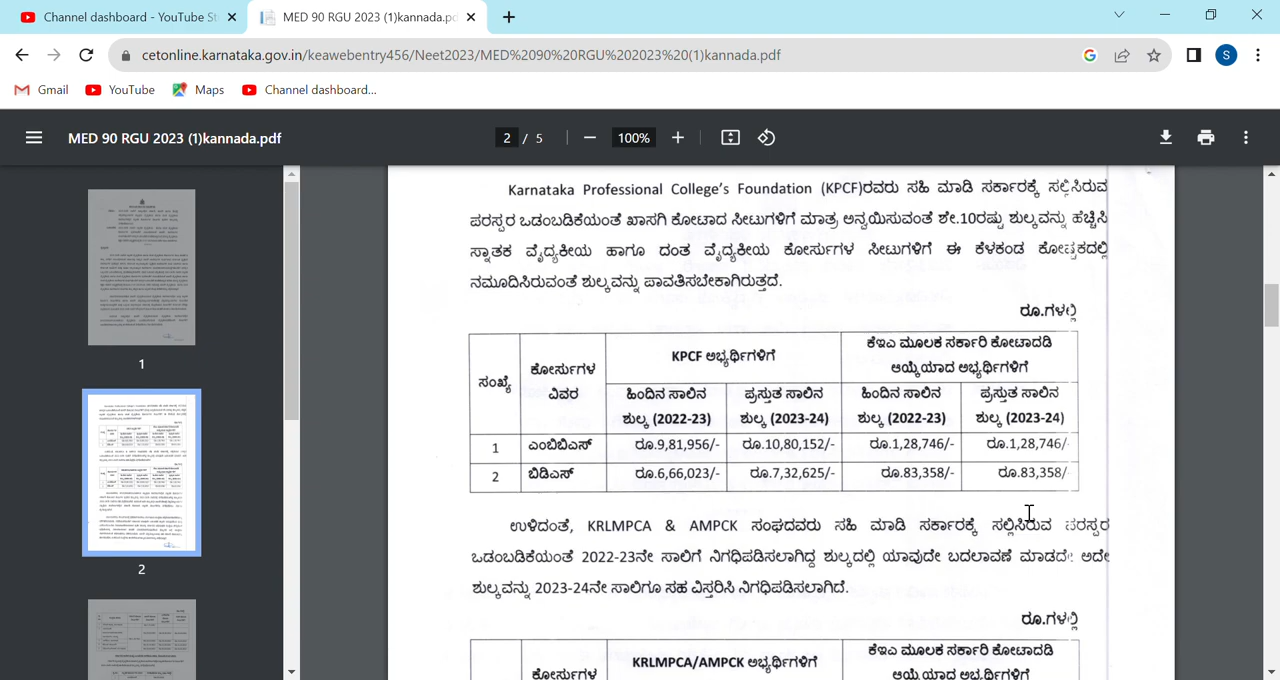 Channel dashboard - YouTube St
MED 90 RGU 2023 (1)kannada.pd
cetonline.karnataka.gov.in/keawebentry456/Neet2023/MED%2090%20RGU%202023%20(1)kannada.pdf
S
Gmail YouTube Maps Channel dashboard...
MED 90 RGU 2023 (1)kannada.pdf 2 / 5 100%
1
2
Karnataka Professional College's Foundation (KPCF)ರವರು ಸಹಿ ಮಾಡಿ ಸರ್ಕಾರಕ್ಕೆ ಸಲ್ಲಿಸಿರುವ
ಪರಸ್ಪರ ಒಡಂಬಡಿಕೆಯಂತೆ ಖಾಸಗಿ ಕೋಟಾದ ಸೀಟುಗಳಿಗೆ ಮಾತ್ರ ಅನ್ವಯಿಸುವಂತೆ ಶೇ.10ರಷ್ಟು ಶುಲ್ಕವನ್ನು ಹೆಚ್ಚಿಸಿ
ಸ್ನಾತಕ ವೈದ್ಯಕೀಯ ಹಾಗೂ ದಂತ ವೈದ್ಯಕೀಯ ಕೋರ್ಸುಗಳ ಸೀಟುಗಳಿಗೆ ಈ ಕೆಳಕಂಡ ಕೋಷ್ಟಕದಲ್ಲಿ
ನಮೂದಿಸಿರುವಂತೆ ಶುಲ್ಕವನ್ನು ಪಾವತಿಸಬೇಕಾಗಿರುತ್ತದೆ.
ರೂ.ಗಳಲ್ಲಿ
ಸಂಖ್ಯೆ ಕೋರ್ಸುಗಳ ವಿವರ KPCF ಅಭ್ಯರ್ಥಿಗಳಿಗೆ ಕೆಇಎ ಮೂಲಕ ಸರ್ಕಾರಿ ಕೋಟಾದಡಿ
ಆಯ್ಕೆಯಾದ ಅಭ್ಯರ್ಥಿಗಳಿಗೆ
ಹಿಂದಿನ ಸಾಲಿನ ಪ್ರಸ್ತುತ ಸಾಲಿನ ಹಿಂದಿನ ಸಾಲಿನ ಪ್ರಸ್ತುತ ಸಾಲಿನ
ಶುಲ್ಕ (2022-23) ಶುಲ್ಕ (2023-24) ಶುಲ್ಕ (2022-23) ಶುಲ್ಕ (2023-24)
1 ರೂ.9,81,956/- ರೂ.1,28,746/- ರೂ.1,28,746/-
2 ರೂ.6,66,023/- ರೂ.83,358/- ರೂ.83,358/-
ಉಳಿದಂತೆ, KRLMPCA & AMPCK ಸಂಘದವರು ಸಹಿ ಮಾಡಿ ಸರ್ಕಾರಕ್ಕೆ ಸಲ್ಲಿಸಿರುವ ಪರಸ್ಪರ
ಒಡಂಬಡಿಕೆಯಂತೆ 2022-23ನೇ ಸಾಲಿಗೆ ನಿಗಧಿಪಡಿಸಲಾಗಿದ್ದ ಶುಲ್ಕದಲ್ಲಿ ಯಾವುದೇ ಬದಲಾವಣೆ ಮಾಡದೇ ಅದೇ
ಶುಲ್ಕವನ್ನು 2023-24ನೇ ಸಾಲಿಗೂ ಸಹ ವಿಸ್ತರಿಸಿ ನಿಗಧಿಪಡಿಸಲಾಗಿದೆ.
ರೂ.ಗಳಲ್ಲಿ
ಕೋರ್ಸುಗಳ KRLMPCA/AMPCK ಅಭ್ಯರ್ಥಿಗಳಿಗೆ ಕೆಇಎ ಮೂಲಕ ಸರ್ಕಾರಿ ಕೋಟಾದಡಿ
ಆಯ್ಕೆಯಾದ ಅಭ್ಯರ್ಥಿಗಳಿಗೆ